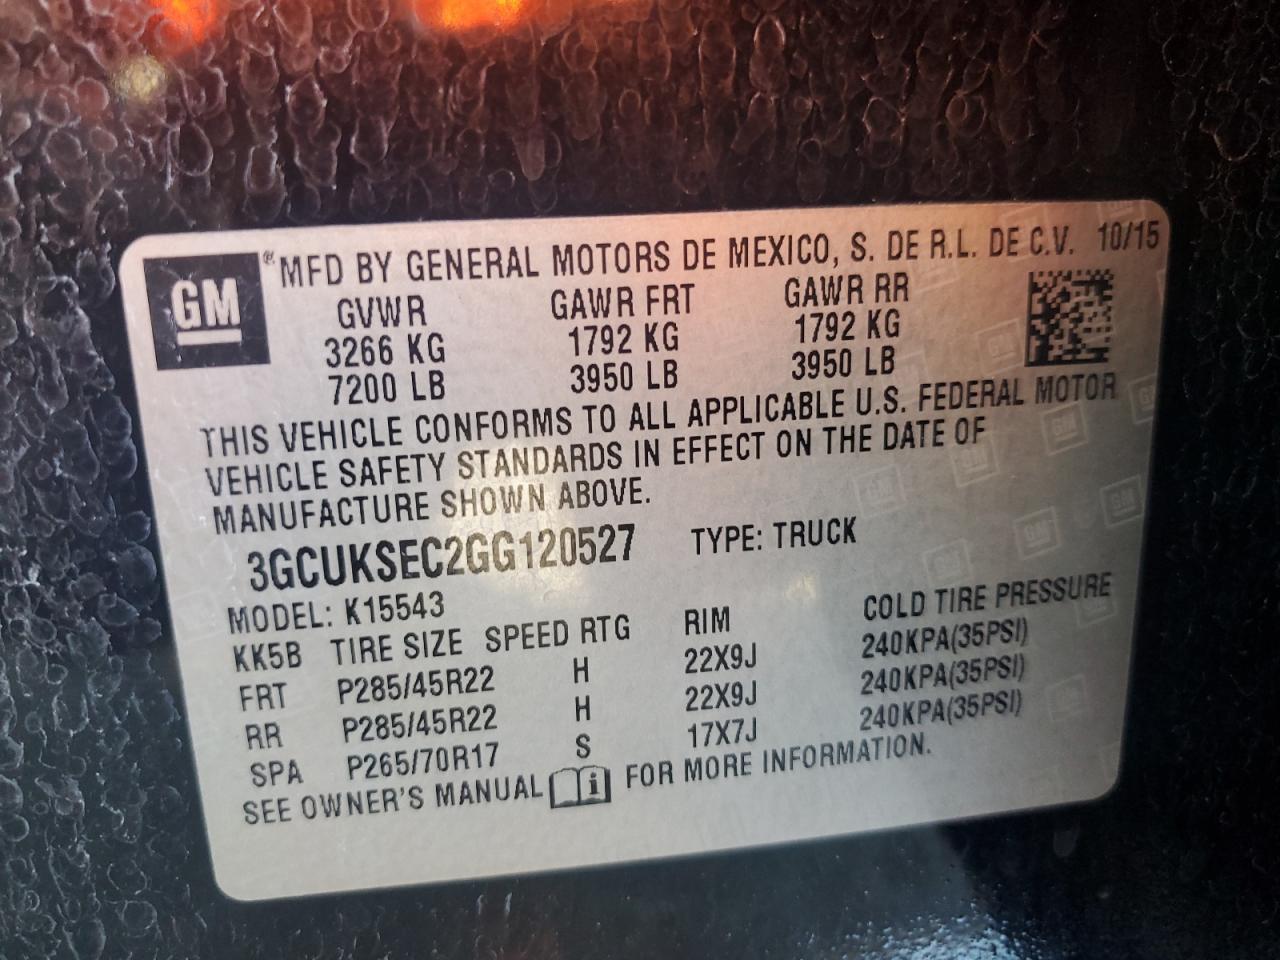 GM ® MFD BY GENERAL MOTORS DE MEXICO, S. DE R.L. DE C.V. 10/15
GVWR GAWR FRT GAWR RR
3266 KG 1792 KG 1792 KG
7200 LB 3950 LB 3950 LB
THIS VEHICLE CONFORMS TO ALL APPLICABLE U.S. FEDERAL MOTOR
VEHICLE SAFETY STANDARDS IN EFFECT ON THE DATE OF
MANUFACTURE SHOWN ABOVE.
3GCUKSEC2GG120527 TYPE: TRUCK
MODEL: K15543
KK5B TIRE SIZE SPEED RTG RIM COLD TIRE PRESSURE
FRT P285/45R22 H 22X9J 240KPA(35PSI)
RR P285/45R22 H 22X9J 240KPA(35PSI)
SPA P265/70R17 S 17X7J 240KPA(35PSI)
SEE OWNER'S MANUAL i FOR MORE INFORMATION.